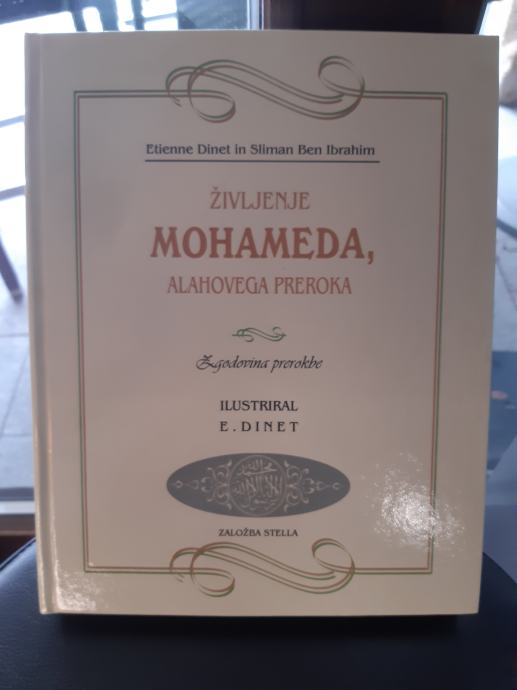 Etienne Dinet in Sliman Ben Ibrahim
ŽIVLJENJE
MOHAMEDA,
ALAHOVEGA PREROKA
Zgodovina prerokbe
ILUSTRIRAL
E. DINET
ZALOŽBA STELLA